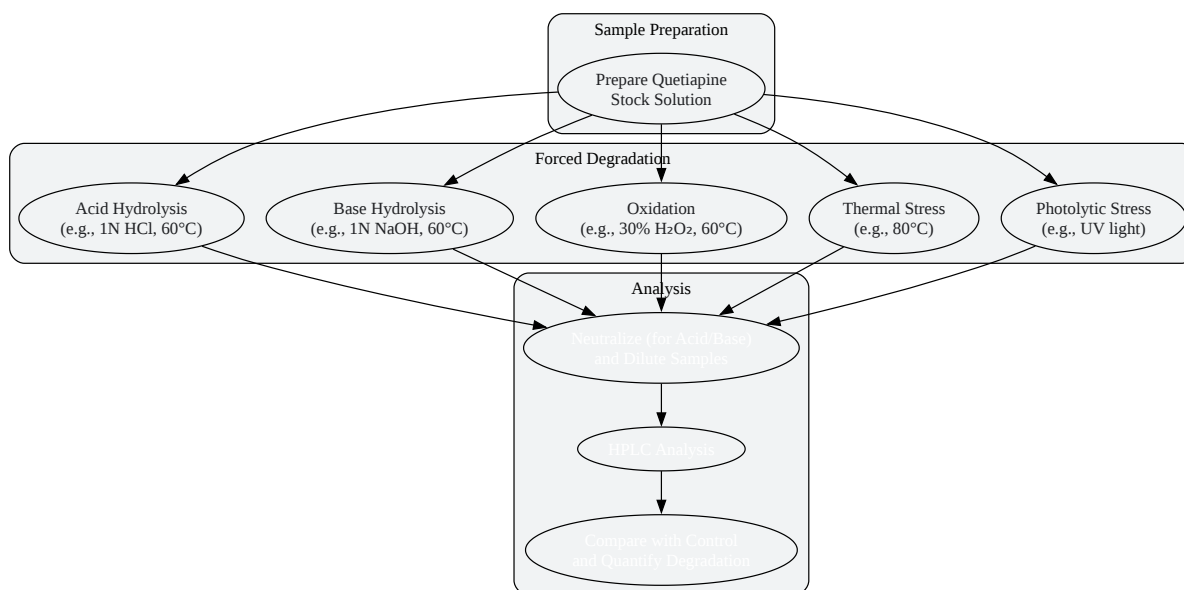 Sample Preparation
Prepare Quetiapine
Stock Solution
Forced Degradation
Acid Hydrolysis
(e.g., 1N HCl, 60°C)
Base Hydrolysis
(e.g., 1N NaOH, 60°C)
Oxidation
(e.g., 30% H₂O₂, 60°C)
Thermal Stress
(e.g., 80°C)
Photolytic Stress
(e.g., UV light)
Analysis
Neutralize (for Acid/Base)
and Dilute Samples
HPLC Analysis
Compare with Control
and Quantify Degradation